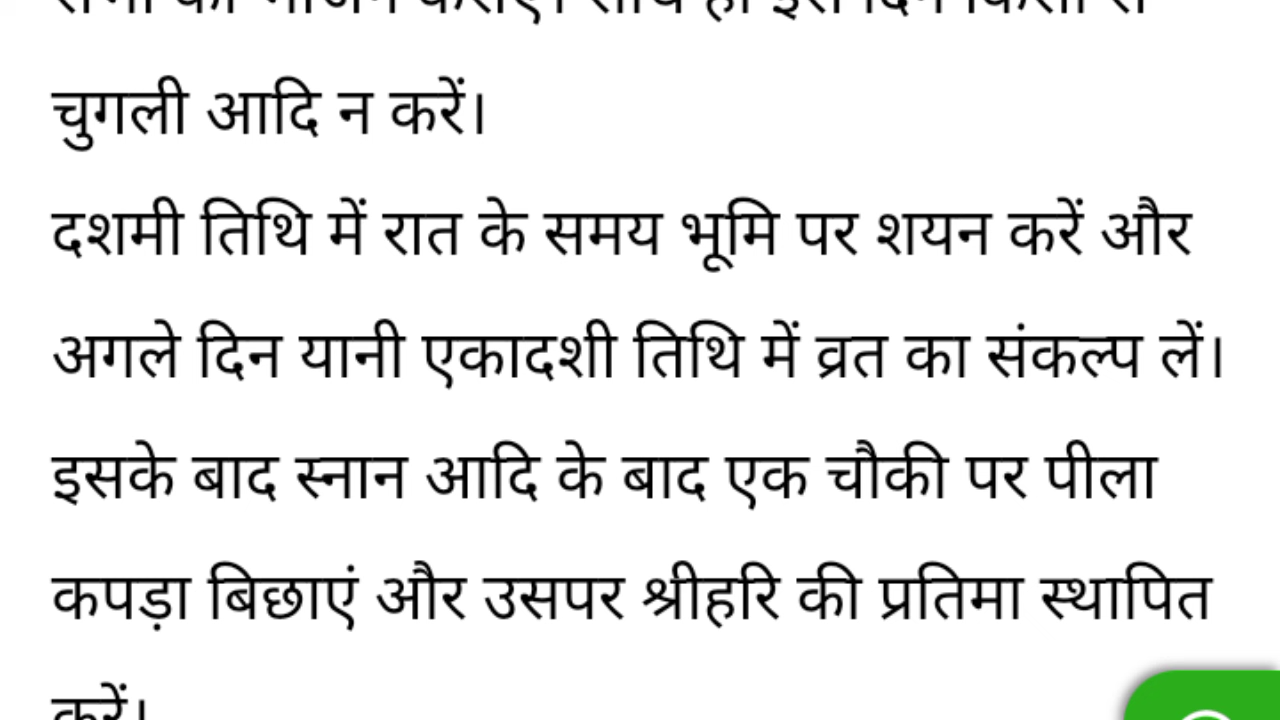 चुगली आदि न करें।
दशमी तिथि में रात के समय भूमि पर शयन करें और
अगले दिन यानी एकादशी तिथि में व्रत का संकल्प लें।
इसके बाद स्नान आदि के बाद एक चौकी पर पीला
कपड़ा बिछाएं और उसपर श्रीहरि की प्रतिमा स्थापित
करें।